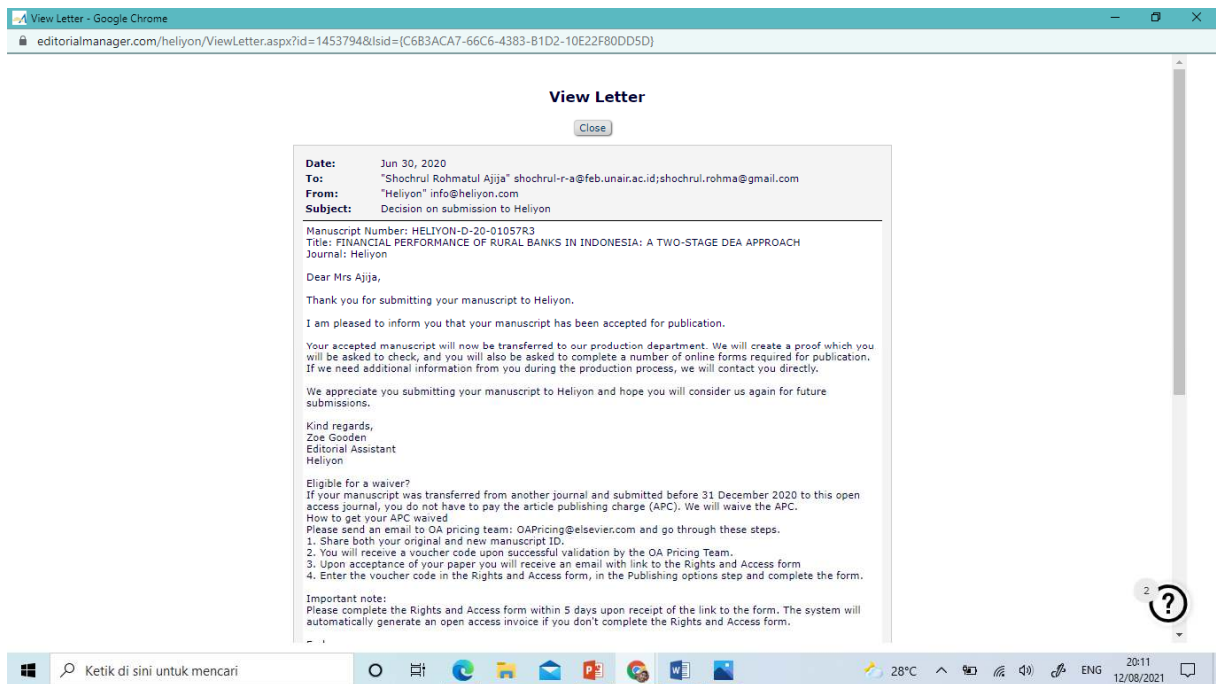 View Letter - Google Chrome
editorialmanager.com/heliyon/ViewLetter.aspx?id=1453794&lsid={C6B3ACA7-66C6-4383-B1D2-10E22F80DD5D}
View Letter
Close
Date: Jun 30, 2020
To: "Shochrul Rohmatul Ajija" shochrul-r-a@feb.unair.ac.id;shochrul.rohma@gmail.com
From: "Heliyon" info@heliyon.com
Subject: Decision on submission to Heliyon
Manuscript Number: HELIYON-D-20-01057R3
Title: FINANCIAL PERFORMANCE OF RURAL BANKS IN INDONESIA: A TWO-STAGE DEA APPROACH
Journal: Heliyon
Dear Mrs Ajija,
Thank you for submitting your manuscript to Heliyon.
I am pleased to inform you that your manuscript has been accepted for publication.
Your accepted manuscript will now be transferred to our production department. We will create a proof which you
will be asked to check, and you will also be asked to complete a number of online forms required for publication.
If we need additional information from you during the production process, we will contact you directly.
We appreciate you submitting your manuscript to Heliyon and hope you will consider us again for future
submissions.
Kind regards,
Zoe Gooden
Editorial Assistant
Heliyon
Eligible for a waiver?
If your manuscript was transferred from another journal and submitted before 31 December 2020 to this open
access journal, you do not have to pay the article publishing charge (APC). We will waive the APC.
How to get your APC waived
Please send an email to OA pricing team: OAPricing@elsevier.com and go through these steps.
1. Share both your original and new manuscript ID.
2. You will receive a voucher code upon successful validation by the OA Pricing Team.
3. Upon acceptance of your paper you will receive an email with link to the Rights and Access form
4. Enter the voucher code in the Rights and Access form, in the Publishing options step and complete the form.
Important note:
Please complete the Rights and Access form within 5 days upon receipt of the link to the form. The system will
automatically generate an open access invoice if you don't complete the Rights and Access form.
2
?
Ketik di sini untuk mencari
28°C
ENG
20:11
12/08/2021